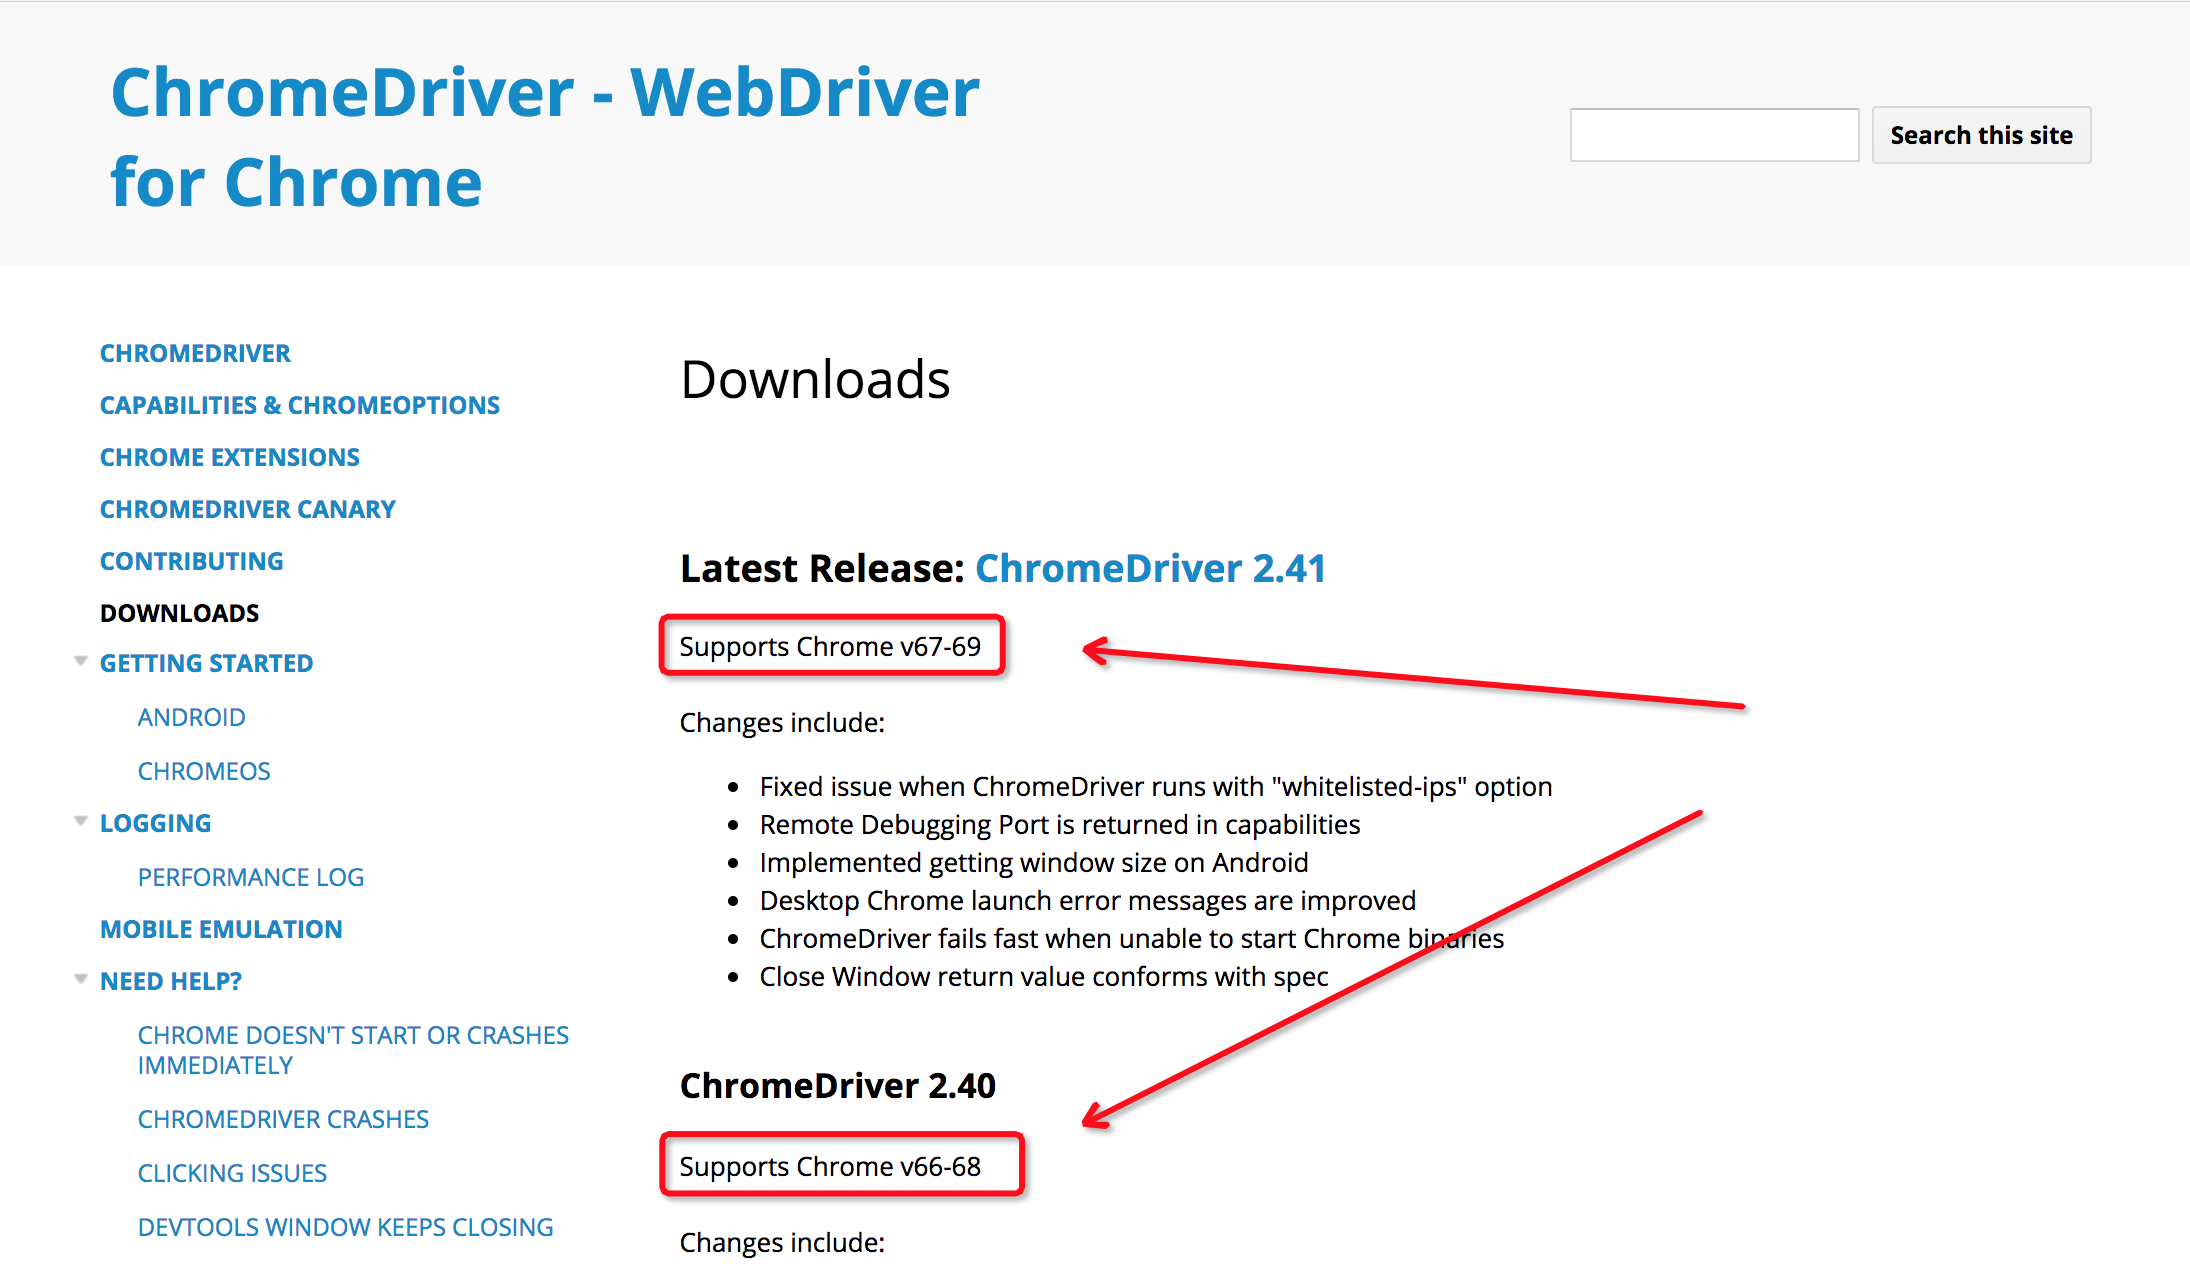 ChromeDriver - WebDriver
for Chrome
Search this site
CHROMEDRIVER
CAPABILITIES & CHROMEOPTIONS
CHROME EXTENSIONS
CHROMEDRIVER CANARY
CONTRIBUTING
DOWNLOADS
GETTING STARTED
ANDROID
CHROMEOS
LOGGING
PERFORMANCE LOG
MOBILE EMULATION
NEED HELP?
CHROME DOESN'T START OR CRASHES
IMMEDIATELY
CHROMEDRIVER CRASHES
CLICKING ISSUES
DEVTOOLS WINDOW KEEPS CLOSING
Downloads
Latest Release: ChromeDriver 2.41
Supports Chrome v67-69
Changes include:
• Fixed issue when ChromeDriver runs with "whitelisted-ips" option
• Remote Debugging Port is returned in capabilities
• Implemented getting window size on Android
• Desktop Chrome launch error messages are improved
• ChromeDriver fails fast when unable to start Chrome binaries
• Close Window return value conforms with spec
ChromeDriver 2.40
Supports Chrome v66-68
Changes include: